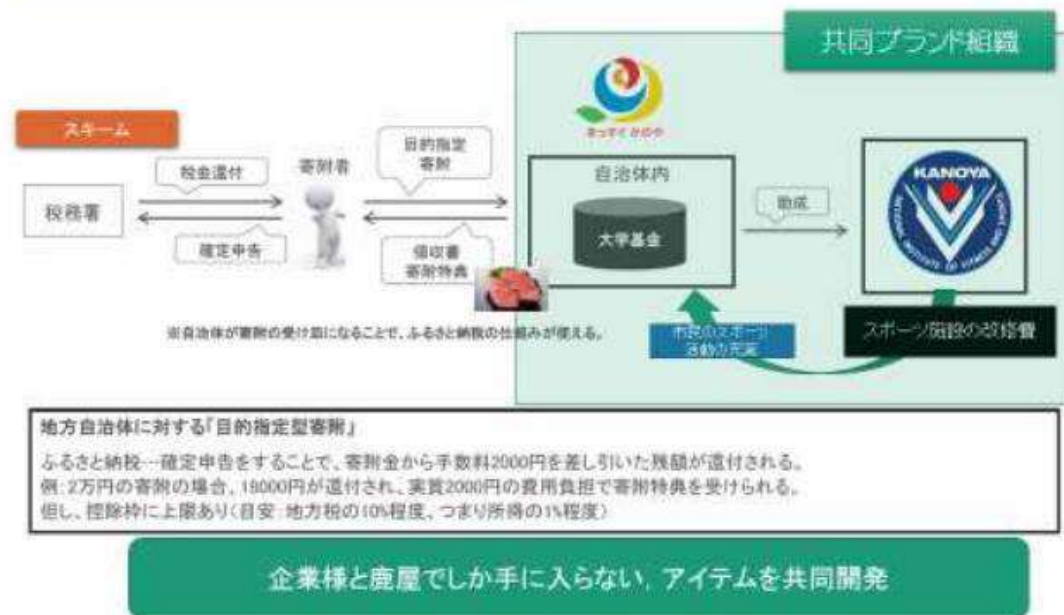 共同ブランド組織
スキーム
まっすぐ かのや
税務署
税金還付
確定申告
寄附者
目的指定
寄附
領収書
寄附特典
自治体内
大学基金
助成
KANOYA
NATIONAL INSTITUTE OF FITNESS AND SPORTS
※自治体が寄附の受け皿になることで、ふるさと納税の仕組みが使える。
市民のスポーツ
活動の充実
スポーツ施設の改修費
地方自治体に対する「目的指定型寄附」
ふるさと納税…確定申告をすることで、寄附金から手数料2000円を差し引いた残額が還付される。
例:2万円の寄附の場合、18000円が還付され、実質2000円の費用負担で寄附特典を受けられる。
但し、控除枠に上限あり(目安:地方税の10%程度、つまり所得の1%程度)
企業様と鹿屋でしか手に入らない, アイテムを共同開発